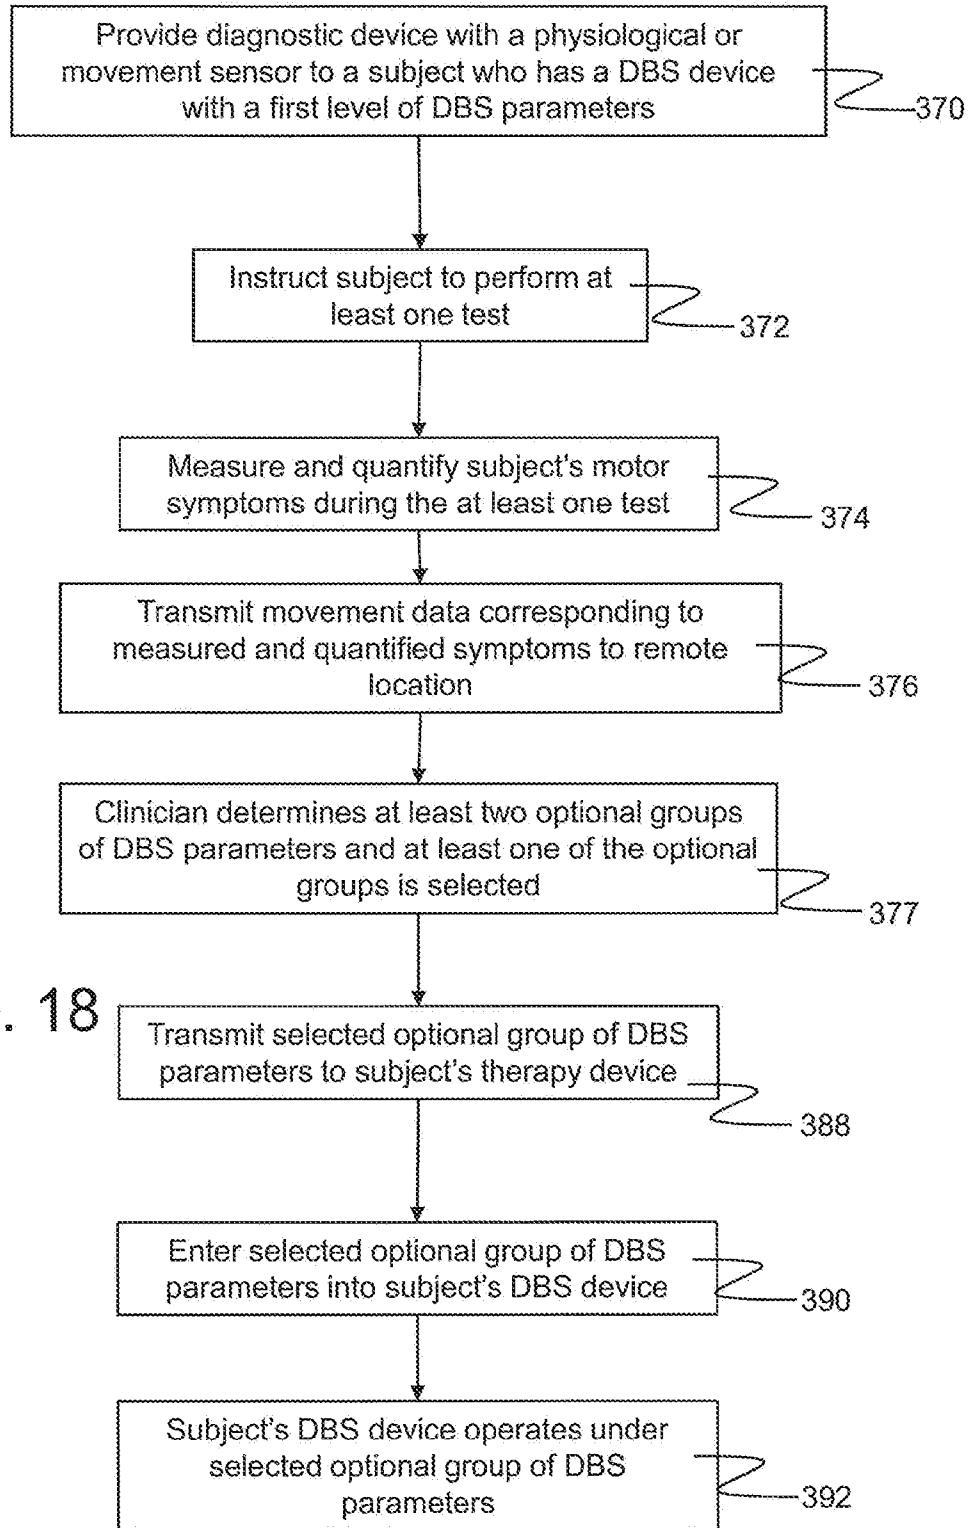 Provide diagnostic device with a physiological or
movement sensor to a subject who has a DBS device
with a first level of DBS parameters
370
Instruct subject to perform at
least one test
372
Measure and quantify subject's motor
symptoms during the at least one test
374
Transmit movement data corresponding to
measured and quantified symptoms to remote
location
376
Clinician determines at least two optional groups
of DBS parameters and at least one of the optional
groups is selected
377
. 18
Transmit selected optional group of DBS
parameters to subject's therapy device
388
Enter selected optional group of DBS
parameters into subject's DBS device
390
Subject's DBS device operates under
selected optional group of DBS
parameters
392